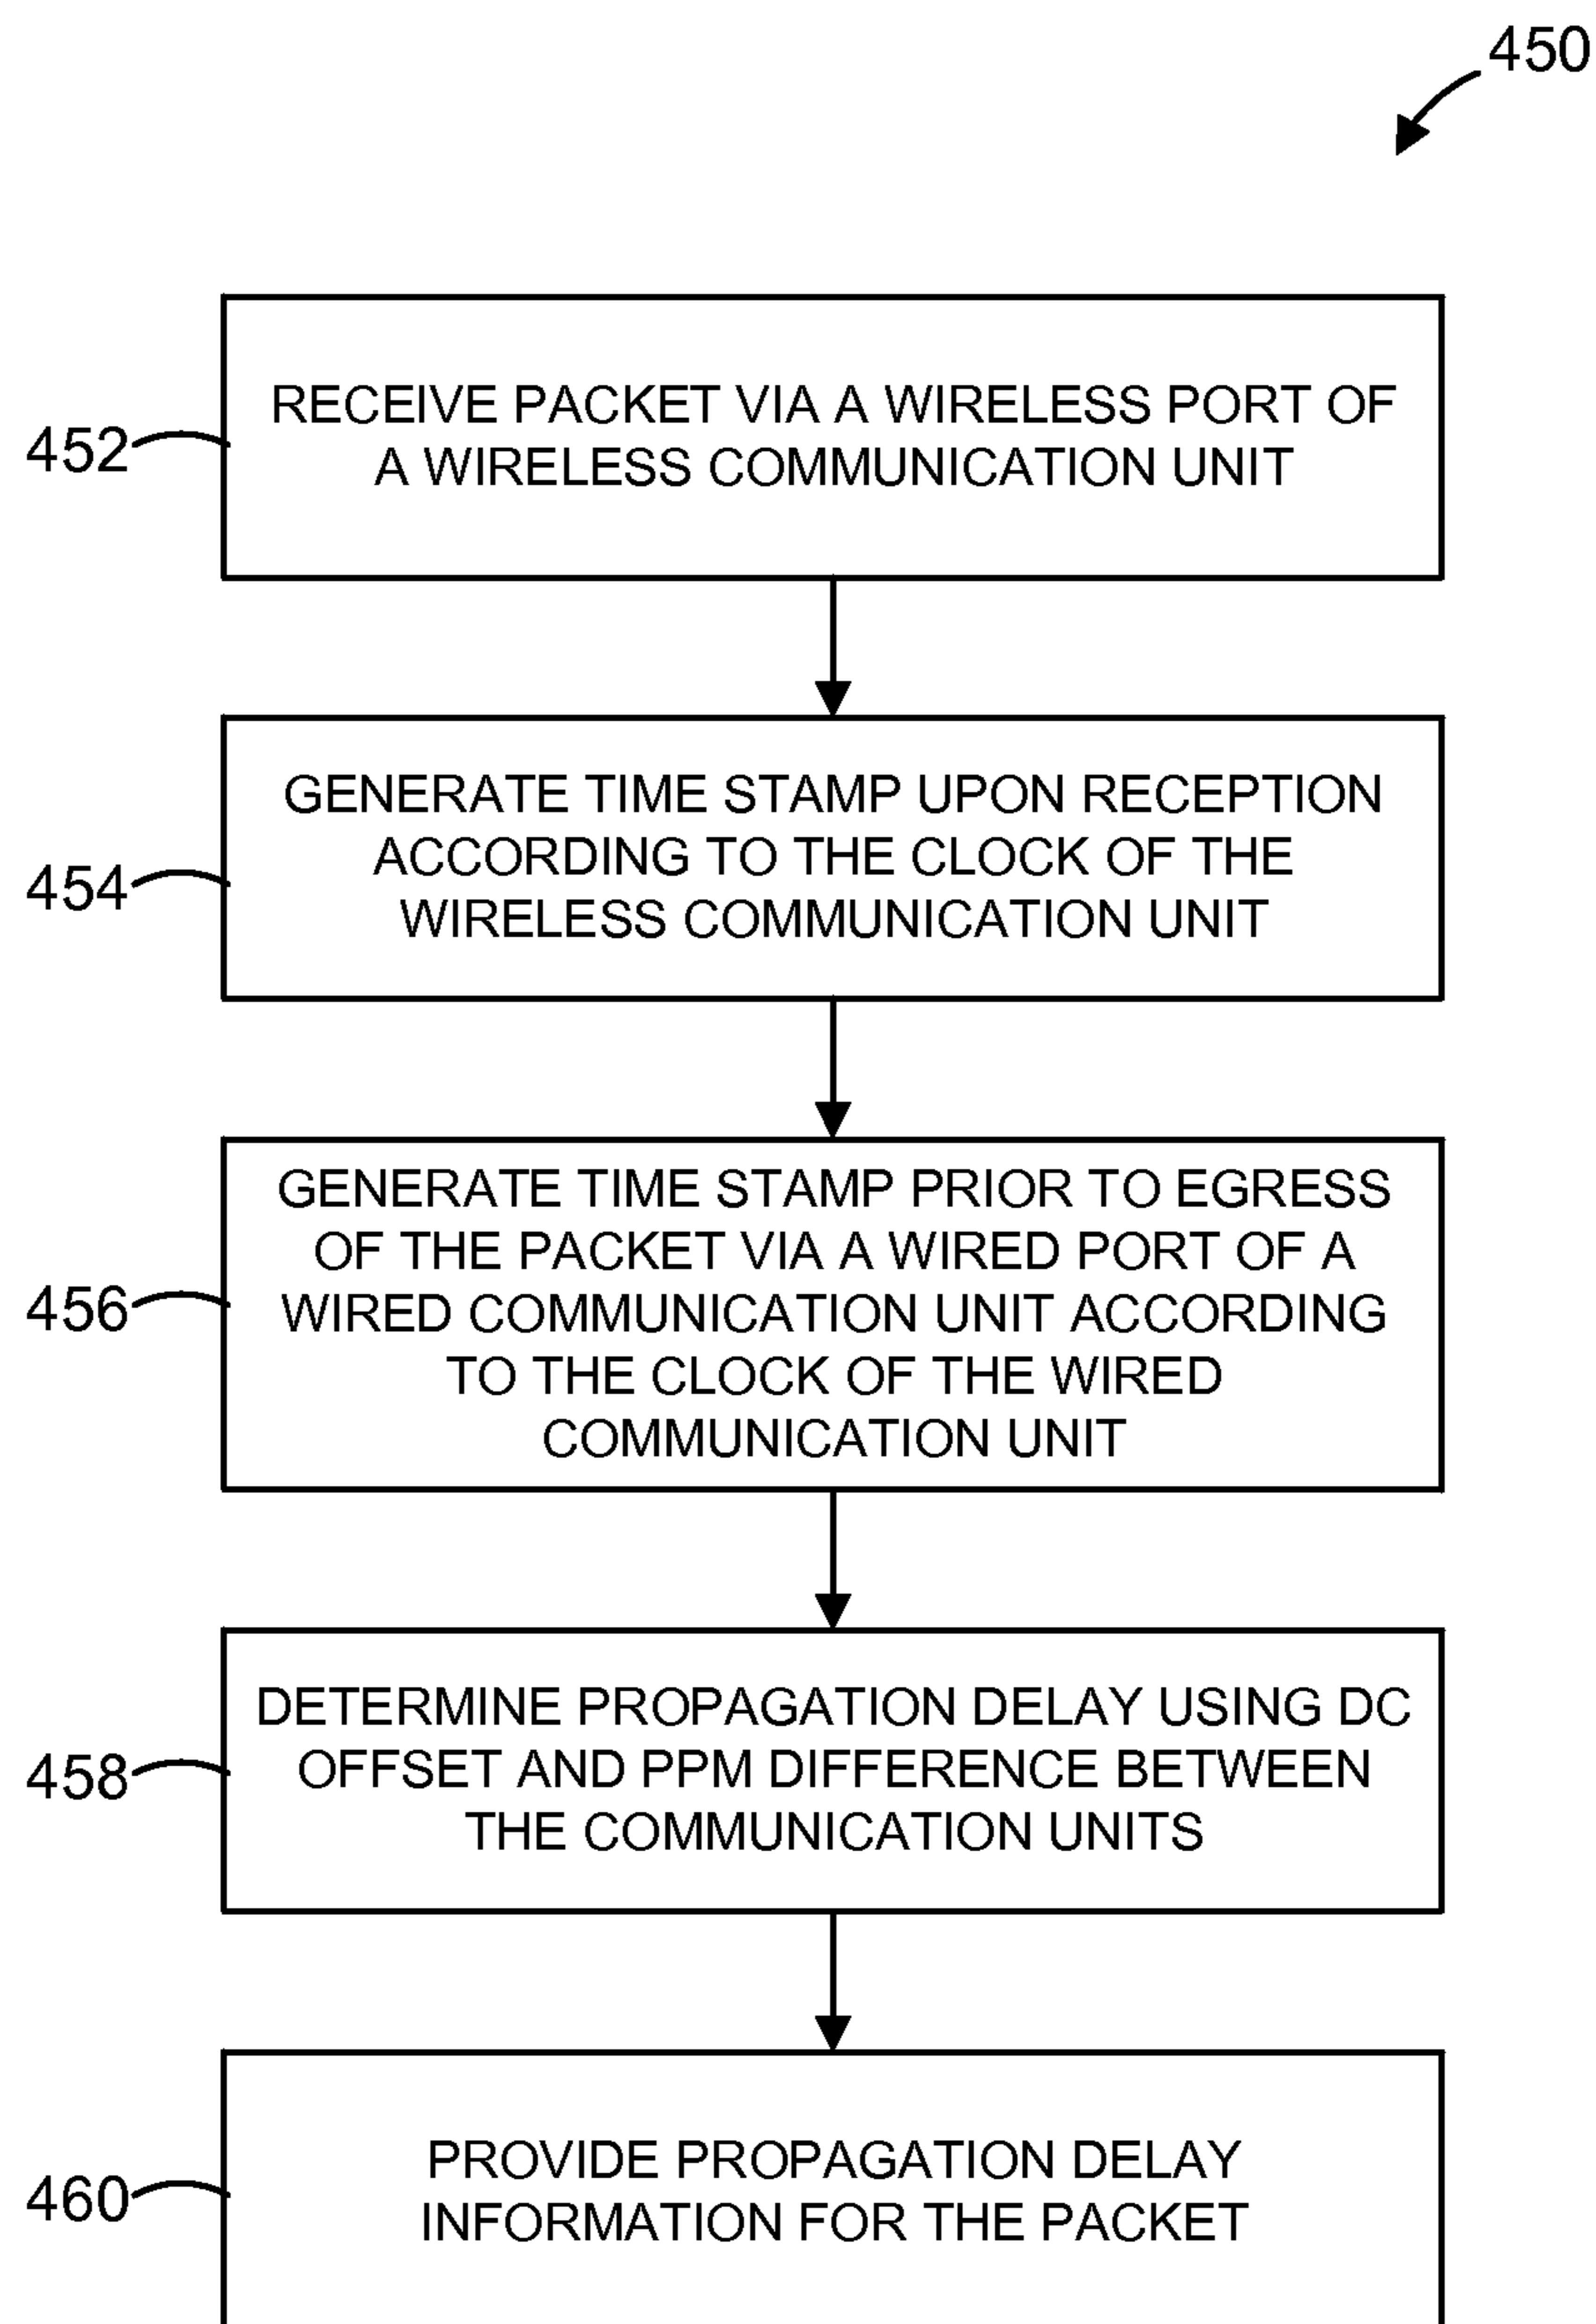 450
RECEIVE PACKET VIA A WIRELESS PORT OF
A WIRELESS COMMUNICATION UNIT
452
GENERATE TIME STAMP UPON RECEPTION
ACCORDING TO THE CLOCK OF THE
WIRELESS COMMUNICATION UNIT
454
GENERATE TIME STAMP PRIOR TO EGRESS
OF THE PACKET VIA A WIRED PORT OF A
WIRED COMMUNICATION UNIT ACCORDING
TO THE CLOCK OF THE WIRED
COMMUNICATION UNIT
456
DETERMINE PROPAGATION DELAY USING DC
OFFSET AND PPM DIFFERENCE BETWEEN
THE COMMUNICATION UNITS
458
PROVIDE PROPAGATION DELAY
INFORMATION FOR THE PACKET
460